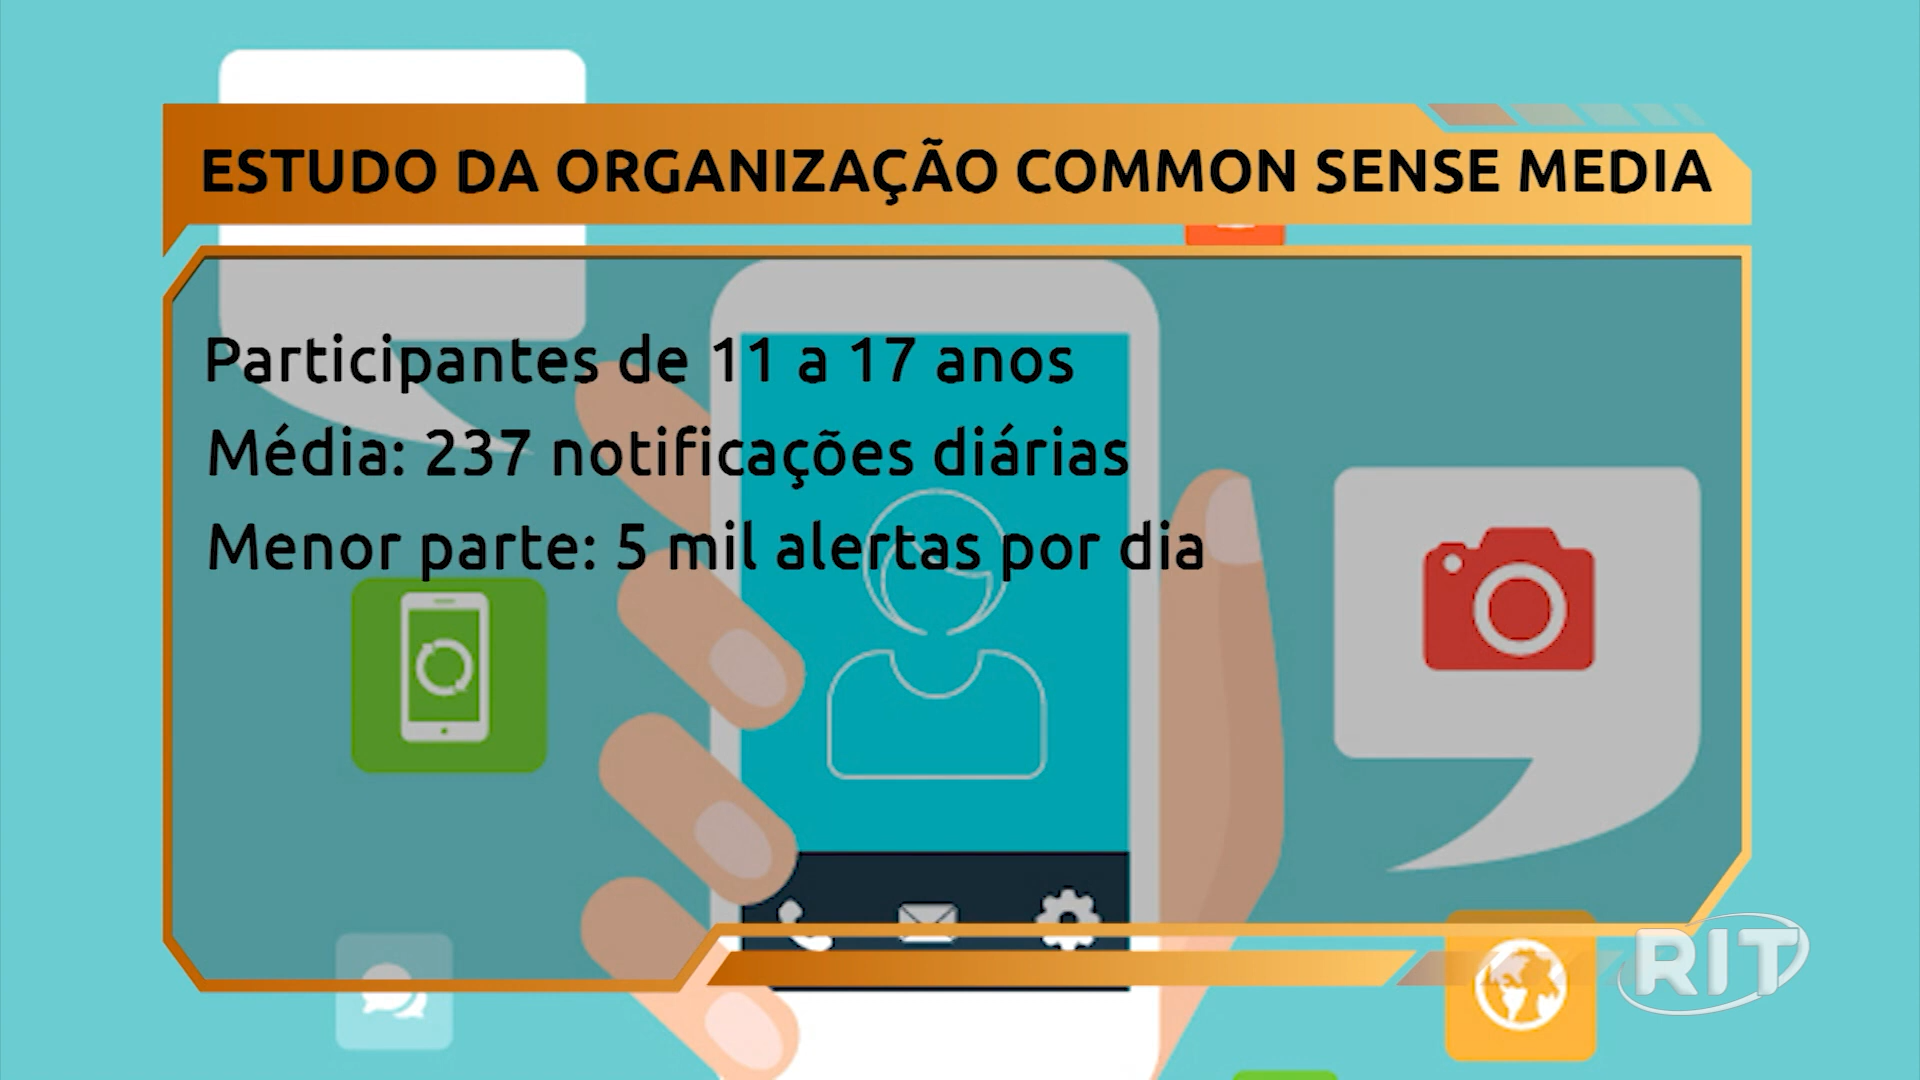 ESTUDO DA ORGANIZAÇÃO COMMON SENSE MEDIA
Participantes de 11 a 17 anos
Média: 237 notificações diárias
Menor parte: 5 mil alertas por dia
RIT